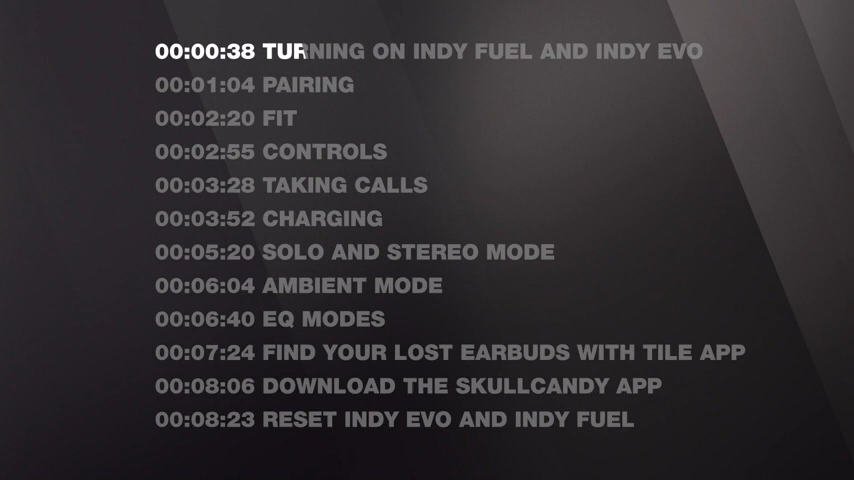 00:00:38 TURNING ON INDY FUEL AND INDY EVO
00:01:04 PAIRING
00:02:20 FIT
00:02:55 CONTROLS
00:03:28 TAKING CALLS
00:03:52 CHARGING
00:05:20 SOLO AND STEREO MODE
00:06:04 AMBIENT MODE
00:06:40 EQ MODES
00:07:24 FIND YOUR LOST EARBUDS WITH TILE APP
00:08:06 DOWNLOAD THE SKULLCANDY APP
00:08:23 RESET INDY EVO AND INDY FUEL